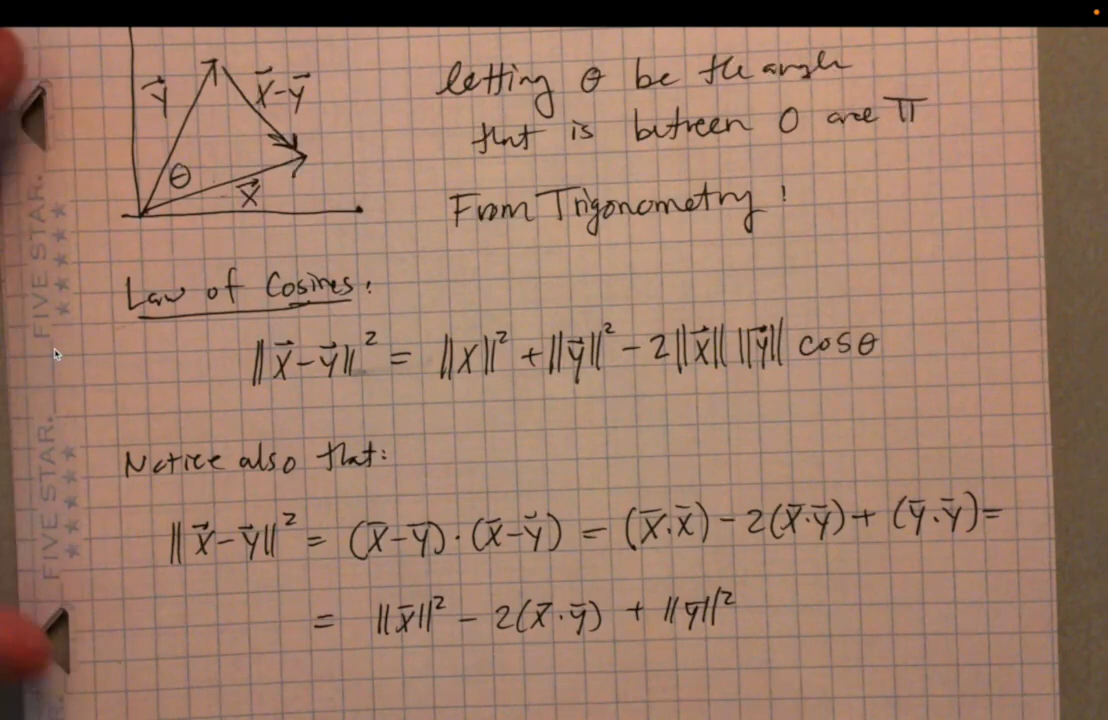 letting θ be the angle
that is between 0 and π
From Trigonometry:
y⃗
x⃗-y⃗
θ
x⃗
Law of Cosines:
||x⃗-y⃗||² = ||x||² + ||y⃗||² - 2||x⃗|| ||y⃗|| cosθ
Notice also that:
||x⃗-y⃗||² = (x̄-ȳ)·(x̄-ȳ) = (x̄·x̄) - 2(x̄·ȳ) + (ȳ·ȳ) =
= ||x̄||² - 2(x̄·ȳ) + ||ȳ||²
FIVE STAR.
FIVE STAR.